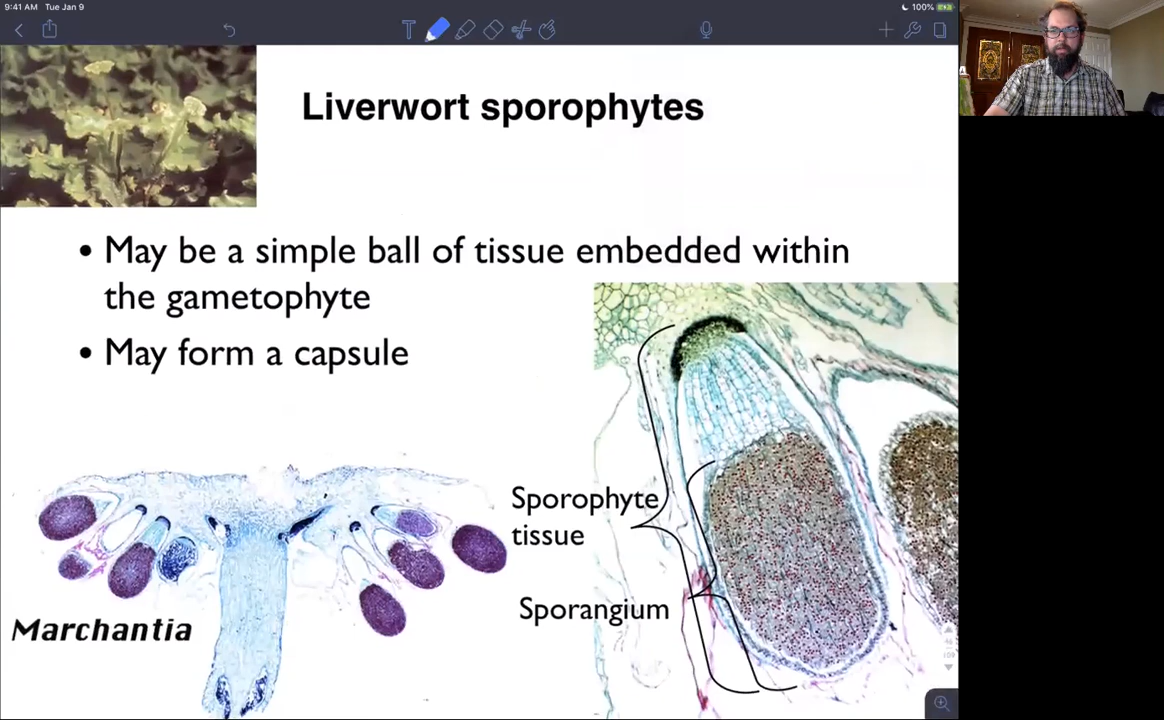 9:41 AM Tue Jan 9
100%
T
Liverwort sporophytes
• May be a simple ball of tissue embedded within
the gametophyte
• May form a capsule
Sporophyte
tissue
Sporangium
Marchantia